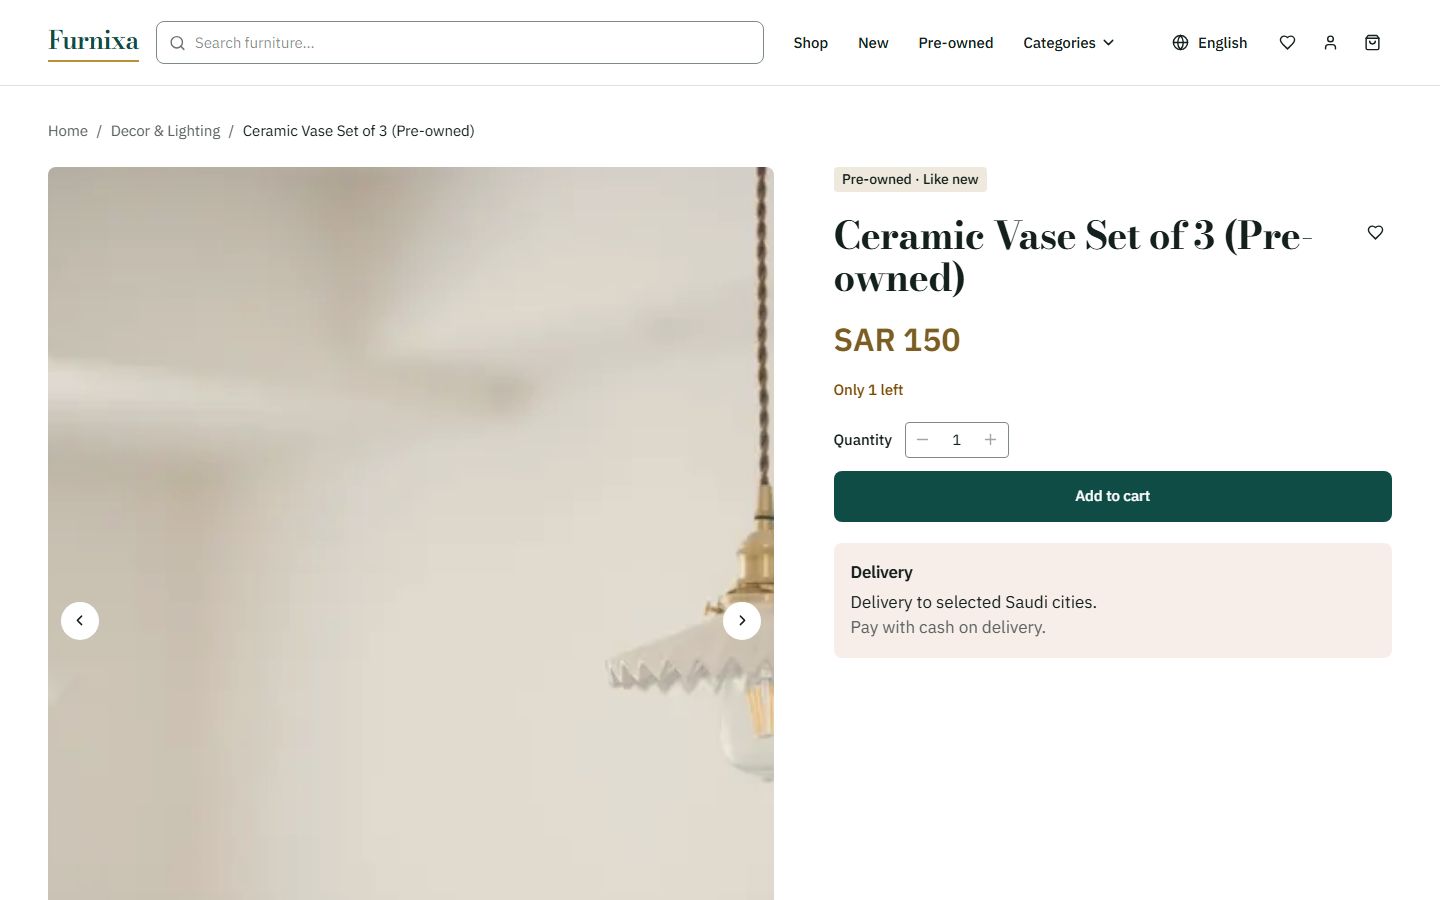 Furnixa
Search furniture...
Shop
New
Pre-owned
Categories
English
Home / Decor & Lighting / Ceramic Vase Set of 3 (Pre-owned)
Pre-owned · Like new
Ceramic Vase Set of 3 (Pre-
owned)
SAR 150
Only 1 left
Quantity
1
Add to cart
Delivery
Delivery to selected Saudi cities.
Pay with cash on delivery.